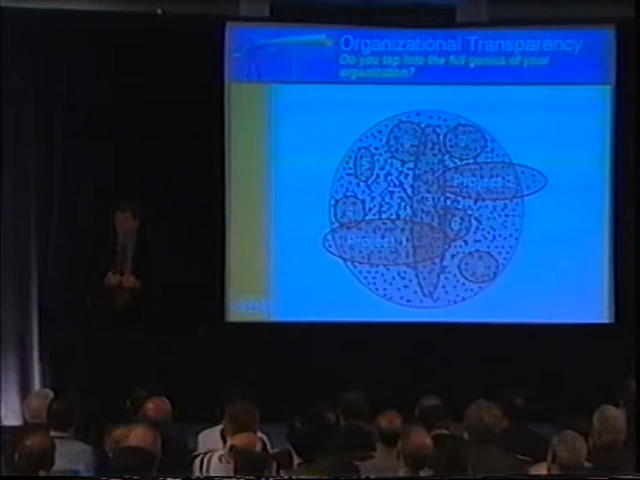 Organizational Transparency
Do you tap into the full genius of your
organization?
Project
Project